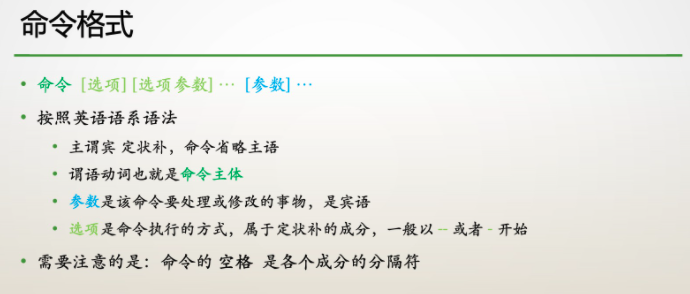 命令格式
• 命令 [选项] [选项参数] … [参数] …
• 按照英语语系语法
• 主谓宾 定状补，命令省略主语
• 谓语动词也就是命令主体
• 参数是该命令要处理或修改的事物，是宾语
• 选项是命令执行的方式，属于定状补的成分，一般以 -- 或者 - 开始
• 需要注意的是：命令的 空格 是各个成分的分隔符